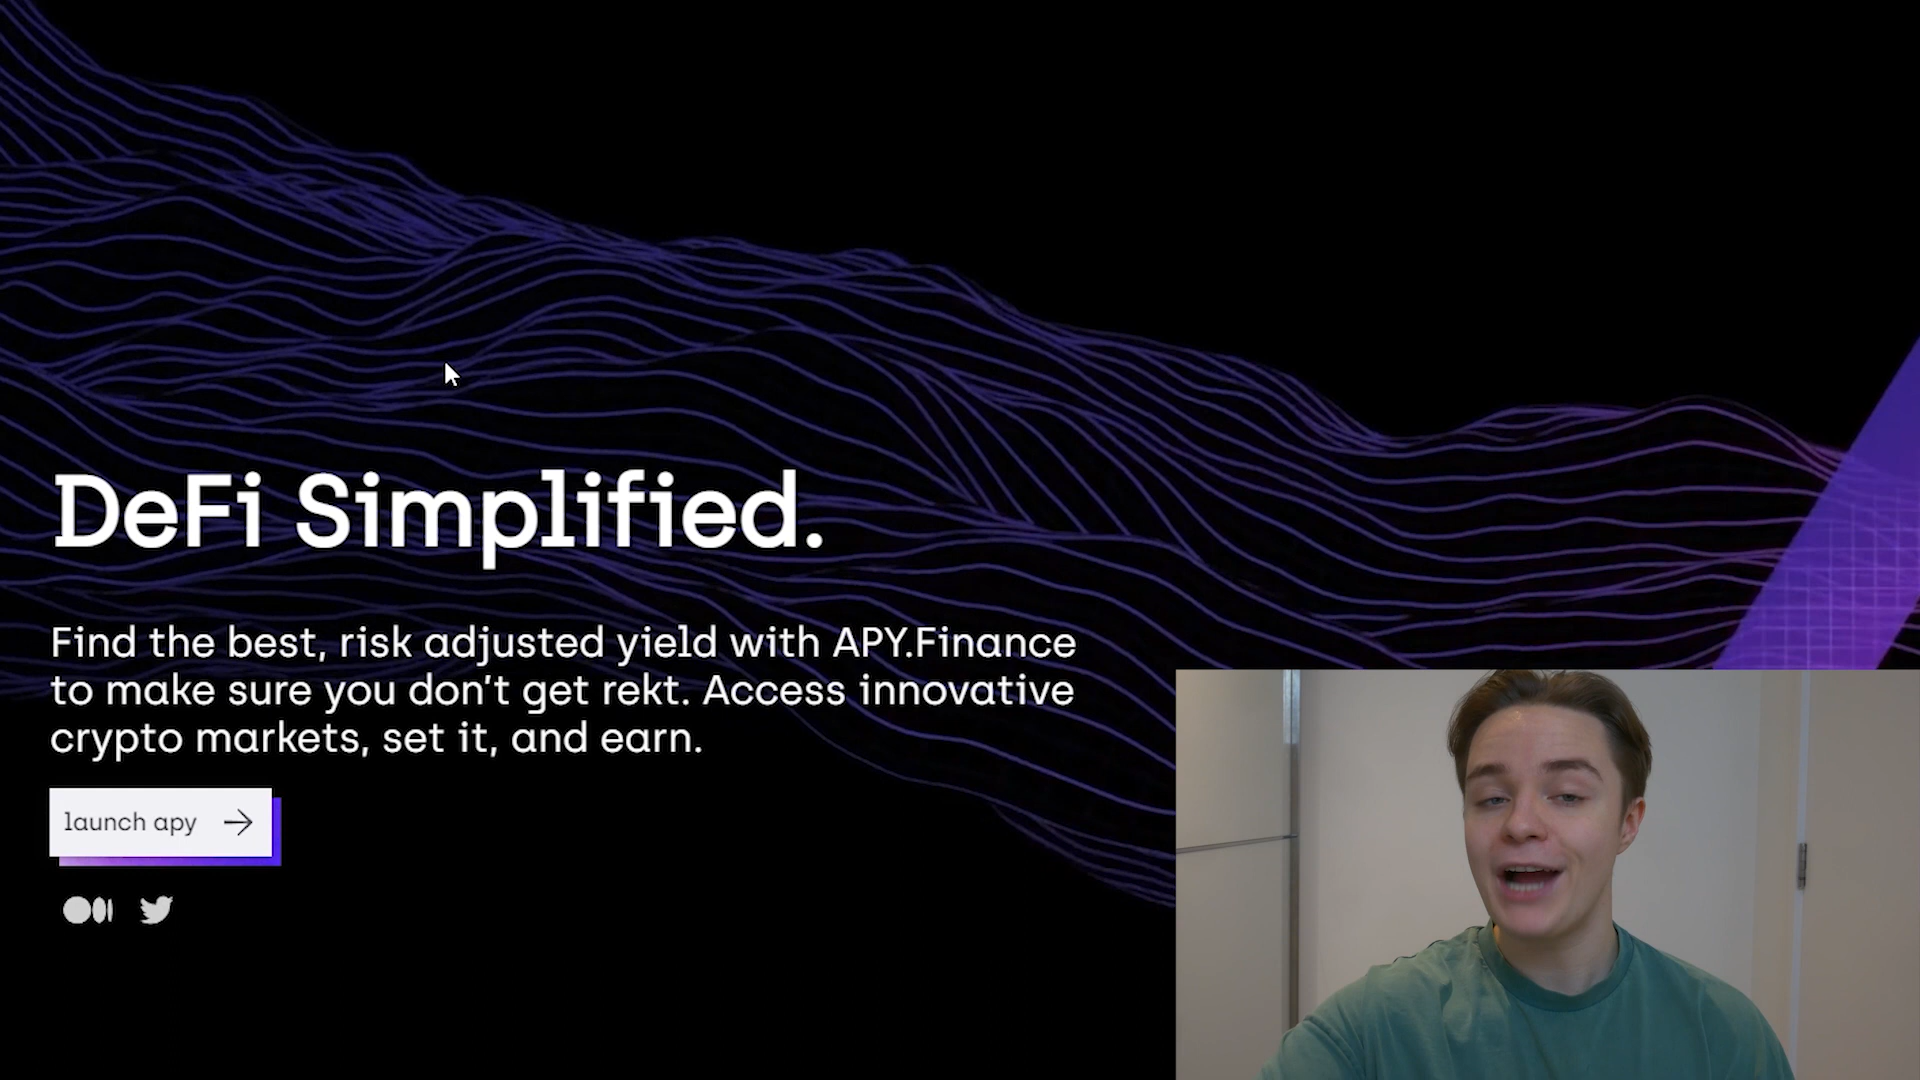 DeFi Simplified.
Find the best, risk adjusted yield with APY.Finance
to make sure you don’t get rekt. Access innovative
crypto markets, set it, and earn.
launch apy